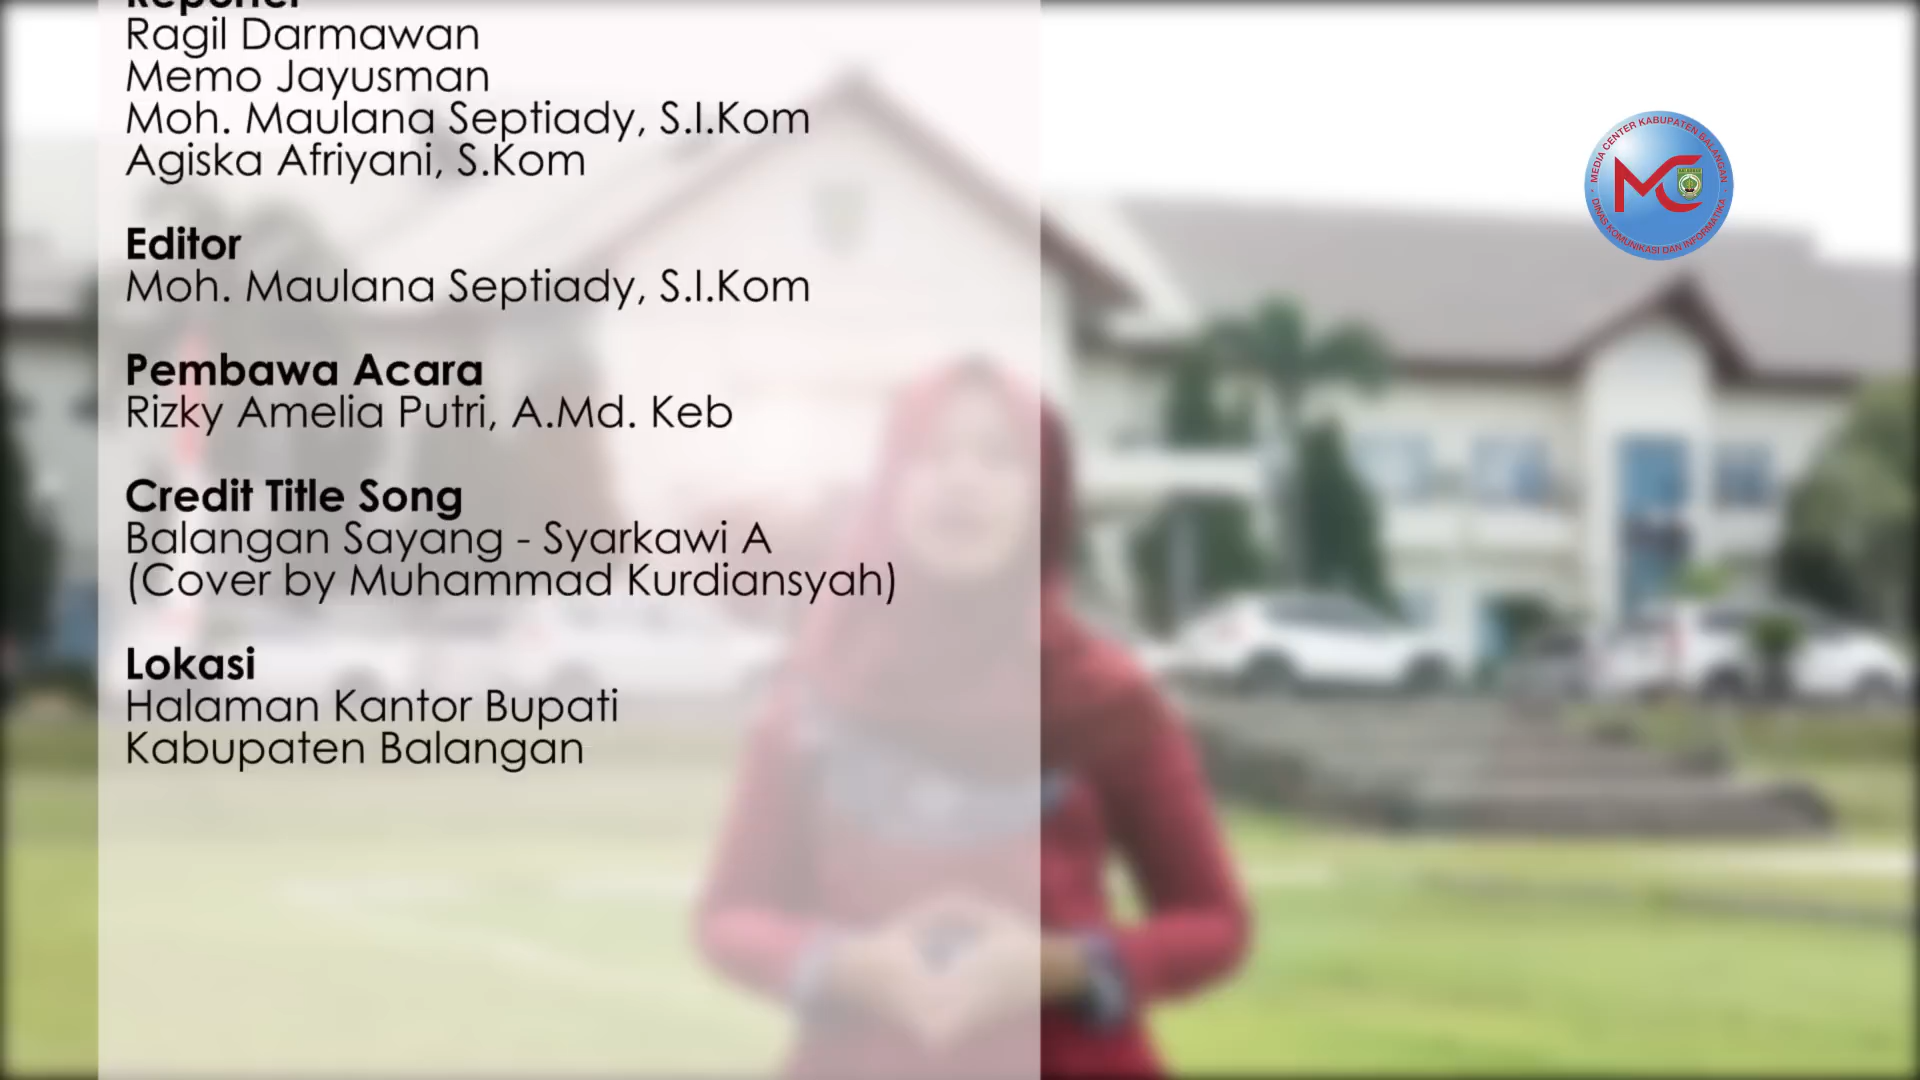 Reporter
Ragil Darmawan
Memo Jayusman
Moh. Maulana Septiady, S.I.Kom
Agiska Afriyani, S.Kom
Editor
Moh. Maulana Septiady, S.I.Kom
Pembawa Acara
Rizky Amelia Putri, A.Md. Keb
Credit Title Song
Balangan Sayang - Syarkawi A
(Cover by Muhammad Kurdiansyah)
Lokasi
Halaman Kantor Bupati
Kabupaten Balangan
MEDIA CENTER KABUPATEN BALANGAN
MC
DINAS KOMUNIKASI DAN INFORMATIKA